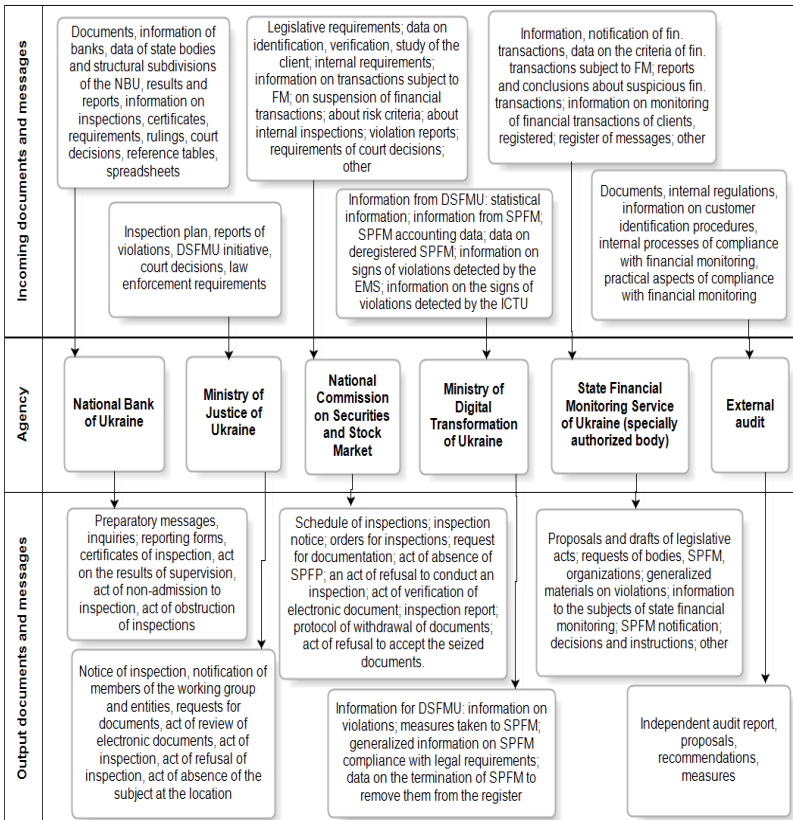 Incoming documents and messages
Documents, information of
banks, data of state bodies
and structural subdivisions
of the NBU, results and
reports, information on
inspections, certificates,
requirements, rulings, court
decisions, reference tables,
spreadsheets
Legislative requirements; data on
identification, verification, study of the
client; internal requirements;
information on transactions subject to
FM; on suspension of financial
transactions; about risk criteria; about
internal inspections; violation reports;
requirements of court decisions;
other
Information, notification of fin.
transactions, data on the criteria of fin.
transactions subject to FM; reports
and conclusions about suspicious fin.
transactions; information on monitoring
of financial transactions of clients,
registered; register of messages; other
Inspection plan, reports of
violations, DSFMU initiative,
court decisions, law
enforcement requirements
Information from DSFMU: statistical
information; information from SPFM;
SPFM accounting data; data on
deregistered SPFM; information on
signs of violations detected by the
EMS; information on the signs of
violations detected by the ICTU
Documents, internal regulations,
information on customer
identification procedures,
internal processes of compliance
with financial monitoring,
practical aspects of compliance
with financial monitoring
Agency
National Bank
of Ukraine
Ministry of
Justice of
Ukraine
National
Commission
on Securities
and Stock
Market
Ministry of
Digital
Transformation
of Ukraine
State Financial
Monitoring Service
of Ukraine (specially
authorized body)
External
audit
Output documents and messages
Preparatory messages,
inquiries; reporting forms,
certificates of inspection, act
on the results of supervision,
act of non-admission to
inspection, act of obstruction
of inspections
Schedule of inspections; inspection
notice; orders for inspections; request
for documentation; act of absence of
SPFP; an act of refusal to conduct an
inspection; act of verification of
electronic document; inspection report;
protocol of withdrawal of documents;
act of refusal to accept the seized
documents.
Proposals and drafts of legislative
acts; requests of bodies, SPFM,
organizations; generalized
materials on violations; information
to the subjects of state financial
monitoring; SPFM notification;
decisions and instructions; other
Notice of inspection, notification of
members of the working group
and entities, requests for
documents, act of review of
electronic documents, act of
inspection, act of refusal of
inspection, act of absence of the
subject at the location
Information for DSFMU: information on
violations; measures taken to SPFM;
generalized information on SPFM
compliance with legal requirements;
data on the termination of SPFM to
remove them from the register
Independent audit report,
proposals,
recommendations,
measures